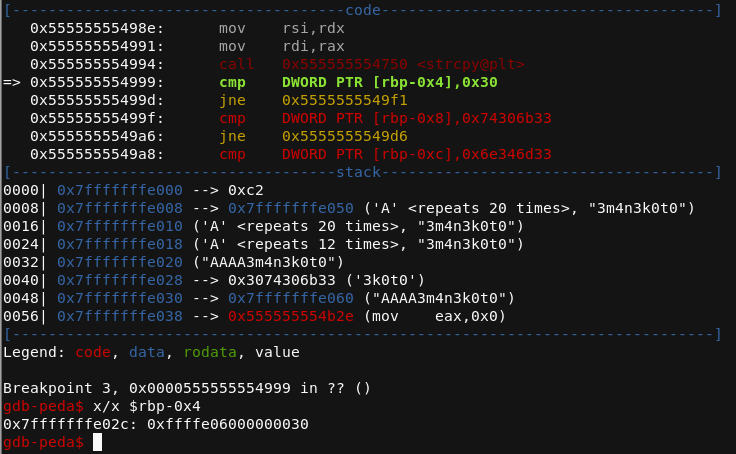 [------------------------------------code-------------------------------------]
   0x55555555498e:	mov    rsi,rdx
   0x555555554991:	mov    rdi,rax
   0x555555554994:	call   0x555555554750 <strcpy@plt>
=> 0x555555554999:	cmp    DWORD PTR [rbp-0x4],0x30
   0x55555555499d:	jne    0x5555555549f1
   0x55555555499f:	cmp    DWORD PTR [rbp-0x8],0x74306b33
   0x5555555549a6:	jne    0x5555555549d6
   0x5555555549a8:	cmp    DWORD PTR [rbp-0xc],0x6e346d33
[-----------------------------------stack-------------------------------------]
0000| 0x7fffffffe000 --> 0xc2
0008| 0x7fffffffe008 --> 0x7fffffffe050 ('A' <repeats 20 times>, "3m4n3k0t0")
0016| 0x7fffffffe010 ('A' <repeats 20 times>, "3m4n3k0t0")
0024| 0x7fffffffe018 ('A' <repeats 12 times>, "3m4n3k0t0")
0032| 0x7fffffffe020 ("AAAA3m4n3k0t0")
0040| 0x7fffffffe028 --> 0x3074306b33 ('3k0t0')
0048| 0x7fffffffe030 --> 0x7fffffffe060 ("AAAA3m4n3k0t0")
0056| 0x7fffffffe038 --> 0x555555554b2e (mov    eax,0x0)
[-----------------------------------------------------------------------------]
Legend: code, data, rodata, value
Breakpoint 3, 0x0000555555554999 in ?? ()
gdb-peda$ x/x $rbp-0x4
0x7fffffffe02c:	0xffffe06000000030
gdb-peda$